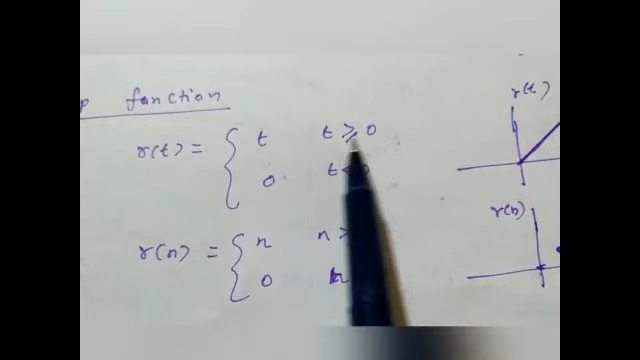 function
r(t) = { t t ≥ 0
0 t <
r(n) = { n n >
0 n
r(t)
r(n)